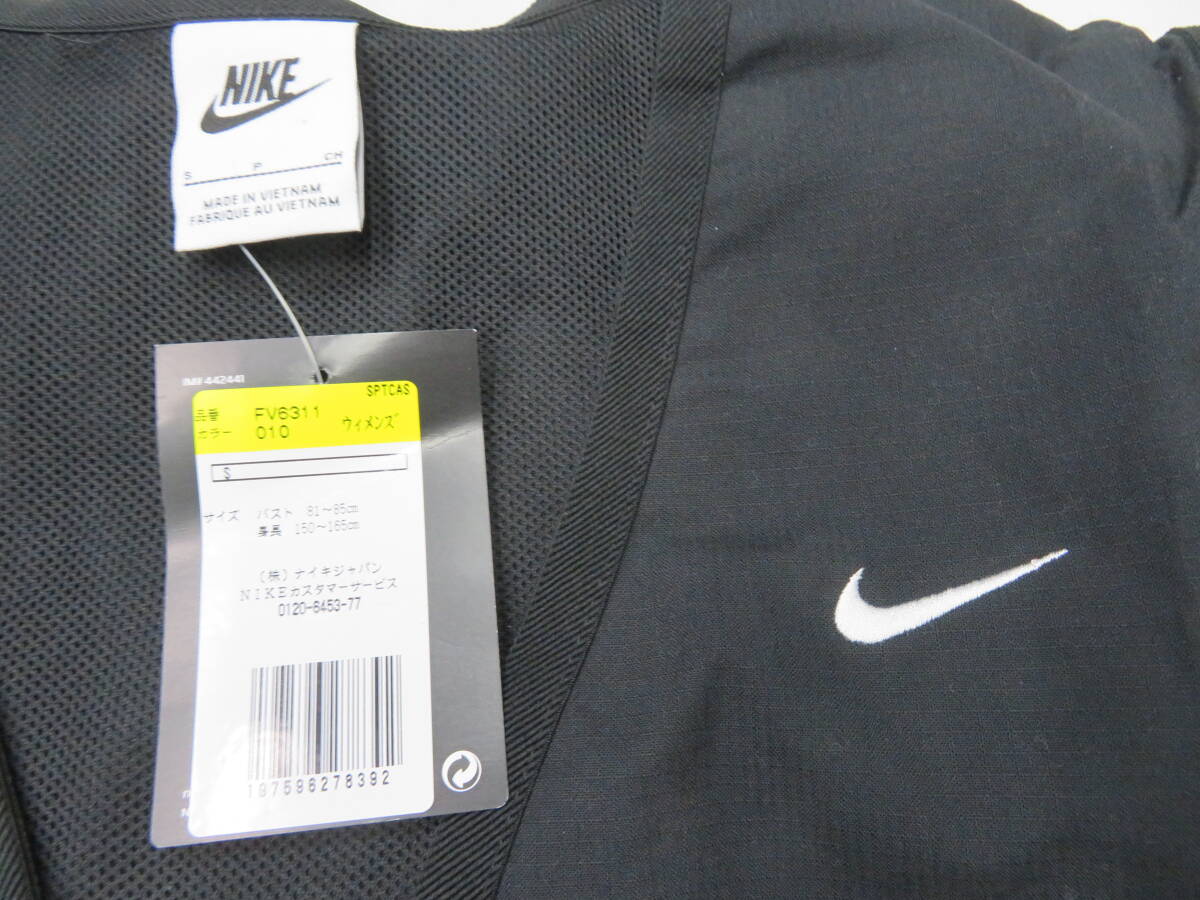 NIKE
S P CH
MADE IN VIETNAM
FABRIQUÉ AU VIETNAM
SPTCAS
品番 FV6311 ウィメンズ
カラー 010
S
サイズ バスト 81〜85cm
身長 150〜165cm
(株)ナイキジャパン
NIKEカスタマーサービス
0120-6453-77
197596278392